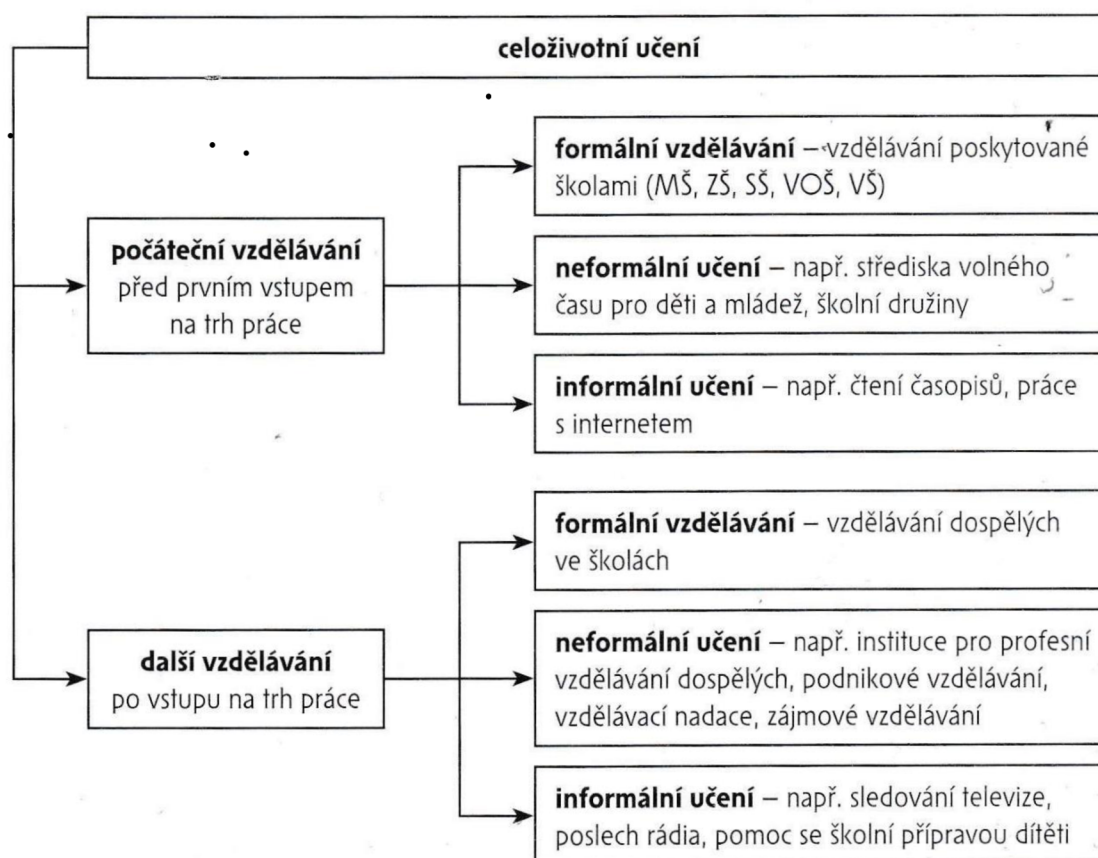 celoživotní učení
formální vzdělávání – vzdělávání poskytované
školami (MŠ, ZŠ, SŠ, VOŠ, VŠ)
počáteční vzdělávání
před prvním vstupem
na trh práce
neformální učení – např. střediska volného
času pro děti a mládež, školní družiny
informální učení – např. čtení časopisů, práce
s internetem
formální vzdělávání – vzdělávání dospělých
ve školách
další vzdělávání
po vstupu na trh práce
neformální učení – např. instituce pro profesní
vzdělávání dospělých, podnikové vzdělávání,
vzdělávací nadace, zájmové vzdělávání
informální učení – např. sledování televize,
poslech rádia, pomoc se školní přípravou dítěti